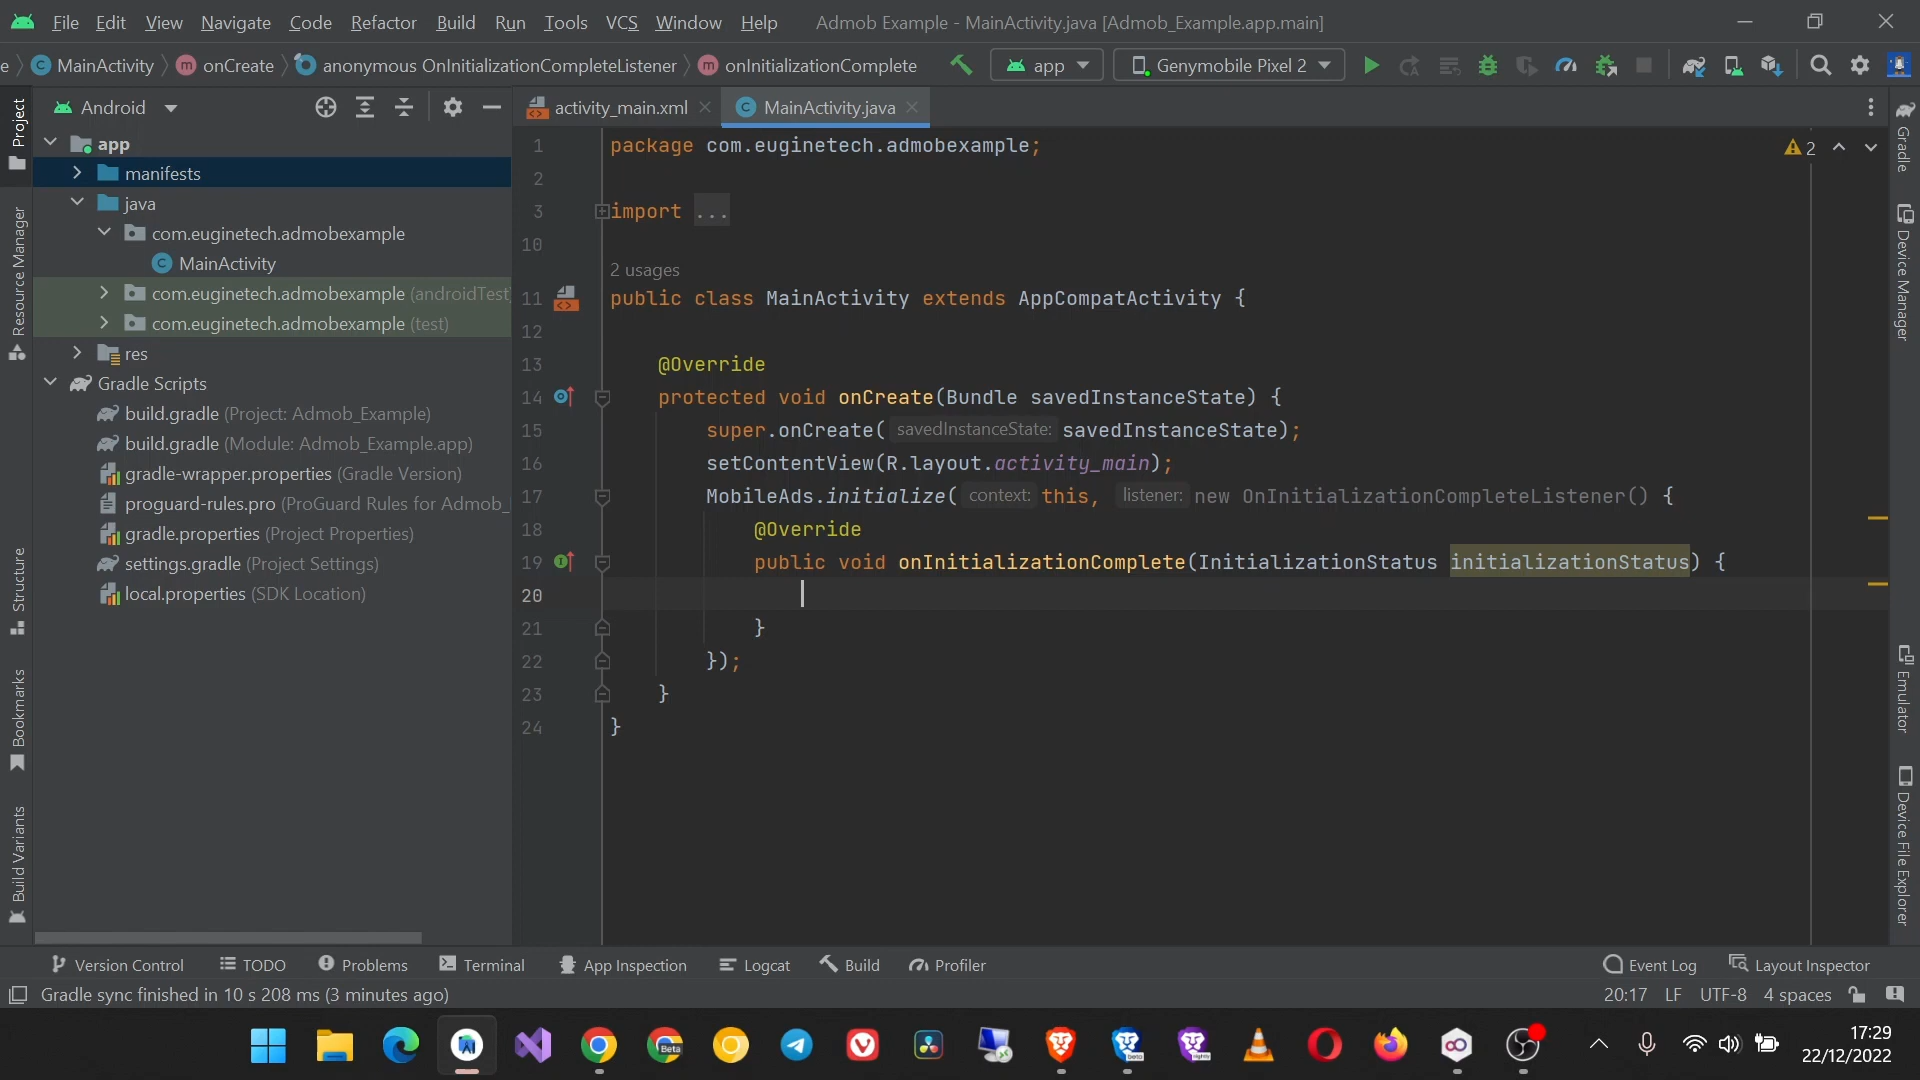 File Edit View Navigate Code Refactor Build Run Tools VCS Window Help Admob Example - MainActivity.java [Admob_Example.app.main]
e MainActivity onCreate anonymous OnInitializationCompleteListener onInitializationComplete app Genymobile Pixel 2
Project
Resource Manager
Structure
Bookmarks
Build Variants
Android
app
manifests
java
com.euginetech.admobexample
MainActivity
com.euginetech.admobexample (androidTest
com.euginetech.admobexample (test)
res
Gradle Scripts
build.gradle (Project: Admob_Example)
build.gradle (Module: Admob_Example.app)
gradle-wrapper.properties (Gradle Version)
proguard-rules.pro (ProGuard Rules for Admob_
gradle.properties (Project Properties)
settings.gradle (Project Settings)
local.properties (SDK Location)
activity_main.xml MainActivity.java
1 package com.euginetech.admobexample;
2
3 import ...
10
2 usages
11 public class MainActivity extends AppCompatActivity {
12
13 @Override
14 protected void onCreate(Bundle savedInstanceState) {
15 super.onCreate( savedInstanceState: savedInstanceState);
16 setContentView(R.layout.activity_main);
17 MobileAds.initialize( context: this, listener: new OnInitializationCompleteListener() {
18 @Override
19 public void onInitializationComplete(InitializationStatus initializationStatus) {
20
21 }
22 });
23 }
24 }
2
Gradle
Device Manager
Emulator
Device File Explorer
Version Control TODO Problems Terminal App Inspection Logcat Build Profiler Event Log Layout Inspector
Gradle sync finished in 10 s 208 ms (3 minutes ago) 20:17 LF UTF-8 4 spaces
Beta
beta
nightly
17:29
22/12/2022